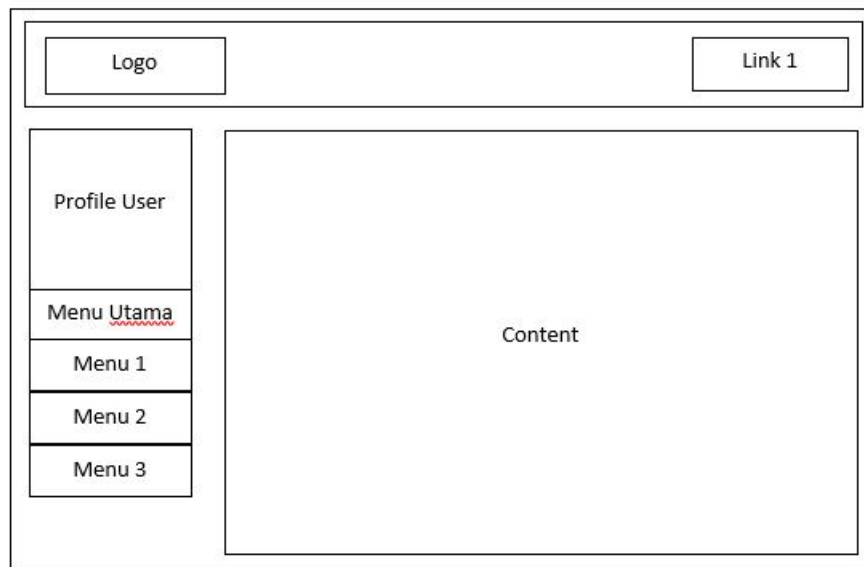 Logo
Link 1
Profile User
Menu Utama
Menu 1
Menu 2
Menu 3
Content